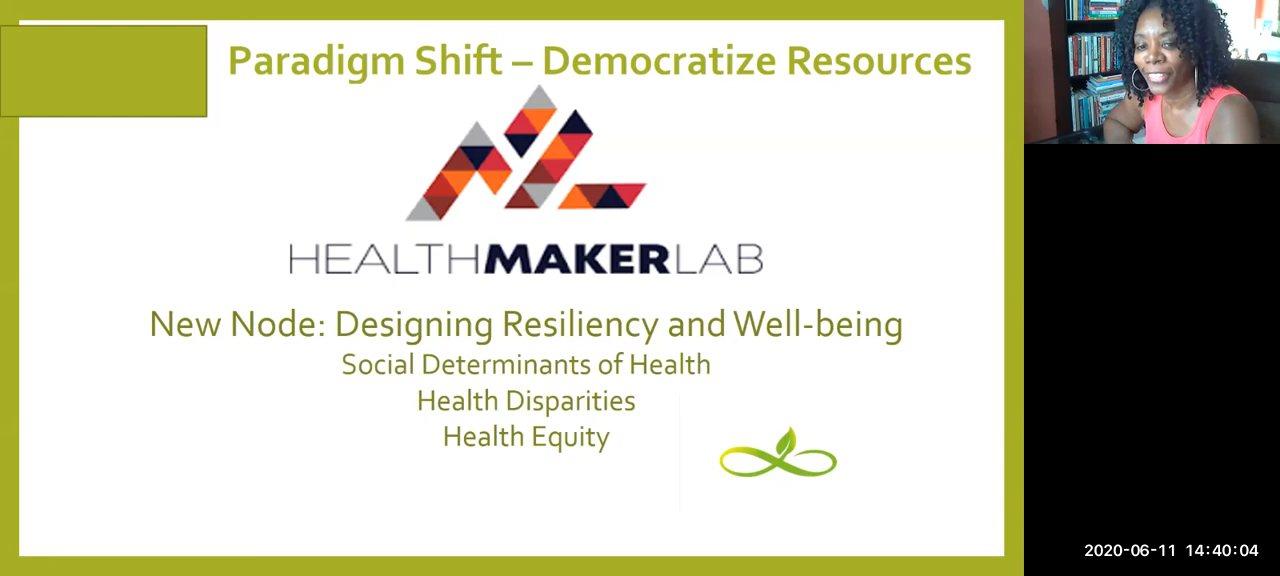 Paradigm Shift – Democratize Resources
HEALTHMAKERLAB
New Node: Designing Resiliency and Well-being
Social Determinants of Health
Health Disparities
Health Equity
2020-06-11 14:40:04